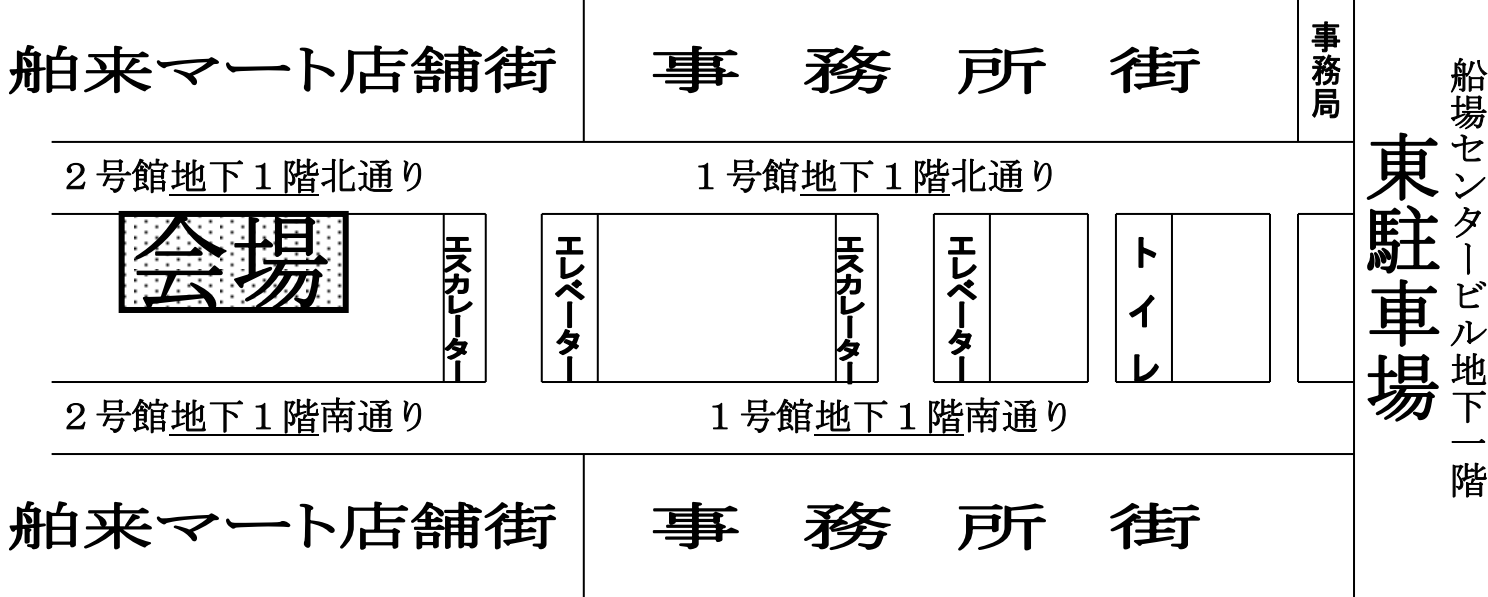 舶来マート店舗街
事務所街
事務局
船場センタービル地下一階
東駐車場
２号館地下１階北通り
１号館地下１階北通り
会場
エスカレーター
エレベーター
エスカレーター
エレベーター
トイレ
２号館地下１階南通り
１号館地下１階南通り
舶来マート店舗街
事務所街